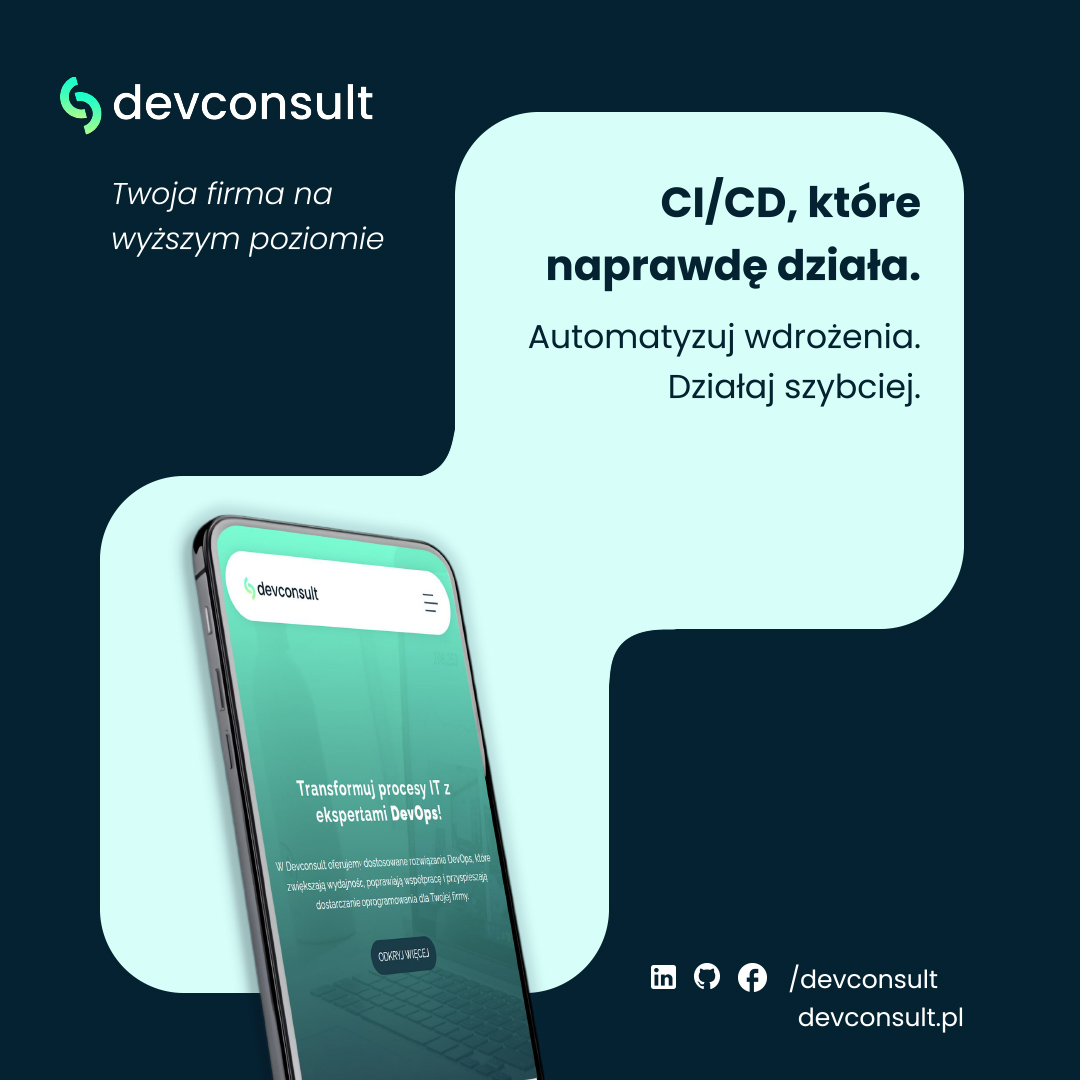 devconsult
Twoja firma na
wyższym poziomie
CI/CD, które
naprawdę działa.
Automatyzuj wdrożenia.
Działaj szybciej.
devconsult
Transformuj procesy IT z
ekspertami DevOps!
W Devconsult oferujemy dostosowane rozwiązania DevOps, które
zwiększają wydajność, poprawiają współpracę i przyspieszają
dostarczanie oprogramowania dla Twojej firmy.
ODKRYJ WIĘCEJ
in /devconsult
devconsult.pl